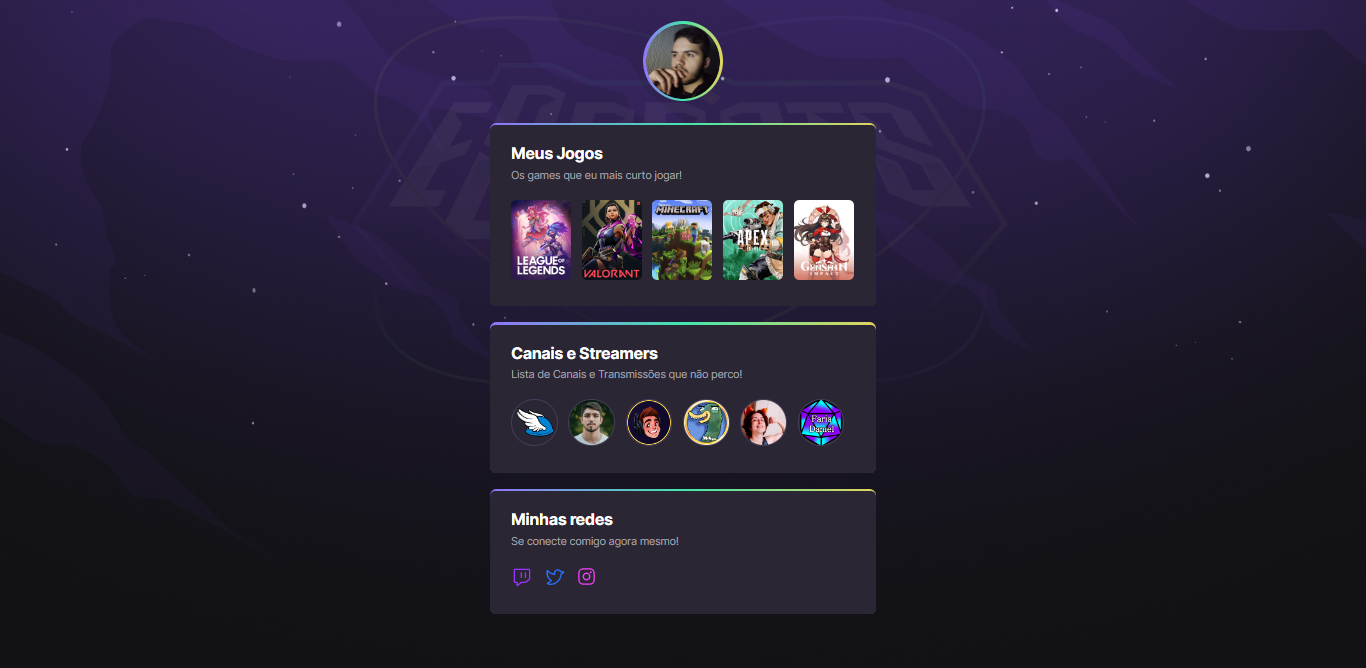 ESPORTS
Meus Jogos
Os games que eu mais curto jogar!
LEAGUE OF
LEGENDS
VALORANT
MINECRAFT
APEX
GENSHIN
IMPACT
Canais e Streamers
Lista de Canais e Transmissões que não perco!
Faria
Daniel
Minhas redes
Se conecte comigo agora mesmo!